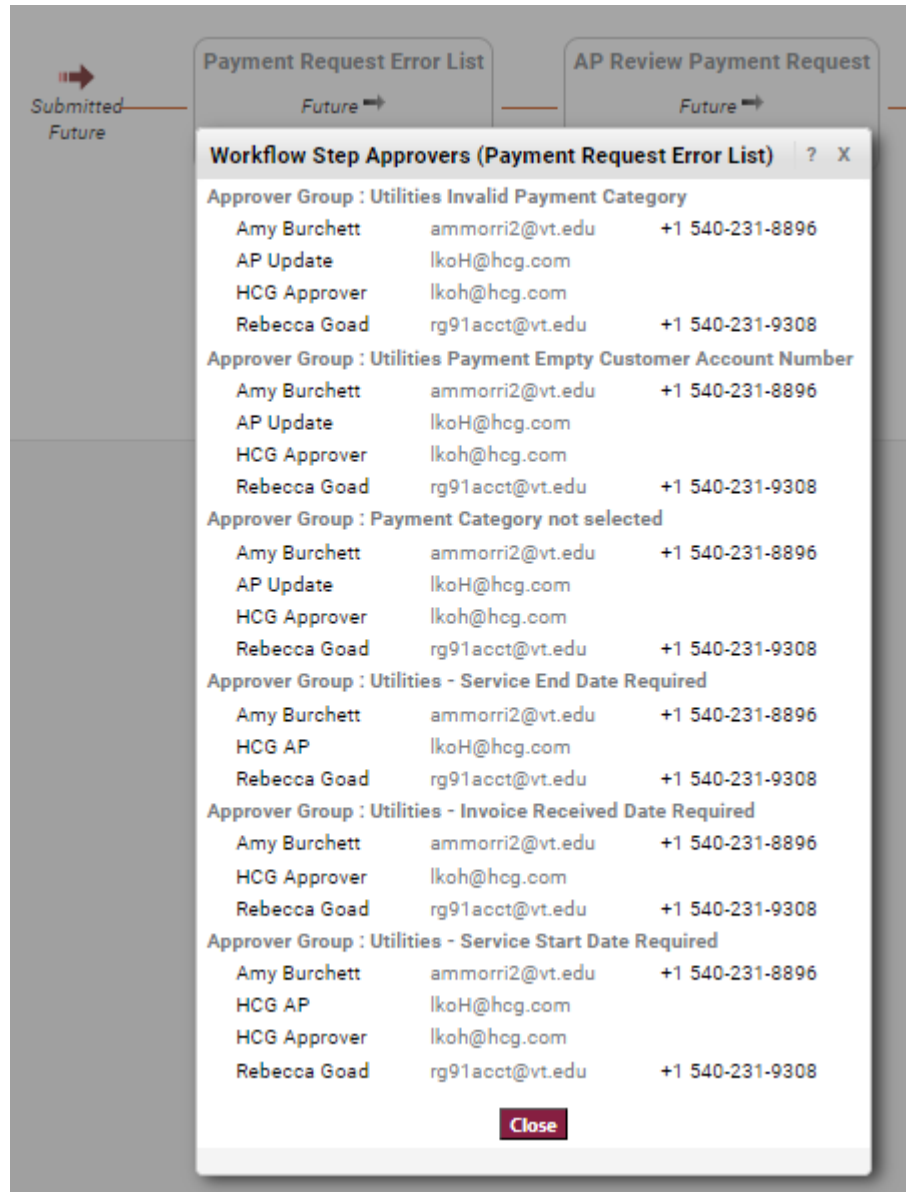 Payment Request Error List
AP Review Payment Request
Submitted
Future
Future
Future
Workflow Step Approvers (Payment Request Error List) ? X
Approver Group : Utilities Invalid Payment Category
Amy Burchett ammorri2@vt.edu +1 540-231-8896
AP Update lkoH@hcg.com
HCG Approver lkoh@hcg.com
Rebecca Goad rg91acct@vt.edu +1 540-231-9308
Approver Group : Utilities Payment Empty Customer Account Number
Amy Burchett ammorri2@vt.edu +1 540-231-8896
AP Update lkoH@hcg.com
HCG Approver lkoh@hcg.com
Rebecca Goad rg91acct@vt.edu +1 540-231-9308
Approver Group : Payment Category not selected
Amy Burchett ammorri2@vt.edu +1 540-231-8896
AP Update lkoH@hcg.com
HCG Approver lkoh@hcg.com
Rebecca Goad rg91acct@vt.edu +1 540-231-9308
Approver Group : Utilities - Service End Date Required
Amy Burchett ammorri2@vt.edu +1 540-231-8896
HCG AP lkoH@hcg.com
Rebecca Goad rg91acct@vt.edu +1 540-231-9308
Approver Group : Utilities - Invoice Received Date Required
Amy Burchett ammorri2@vt.edu +1 540-231-8896
HCG Approver lkoh@hcg.com
Rebecca Goad rg91acct@vt.edu +1 540-231-9308
Approver Group : Utilities - Service Start Date Required
Amy Burchett ammorri2@vt.edu +1 540-231-8896
HCG AP lkoH@hcg.com
HCG Approver lkoh@hcg.com
Rebecca Goad rg91acct@vt.edu +1 540-231-9308
Close